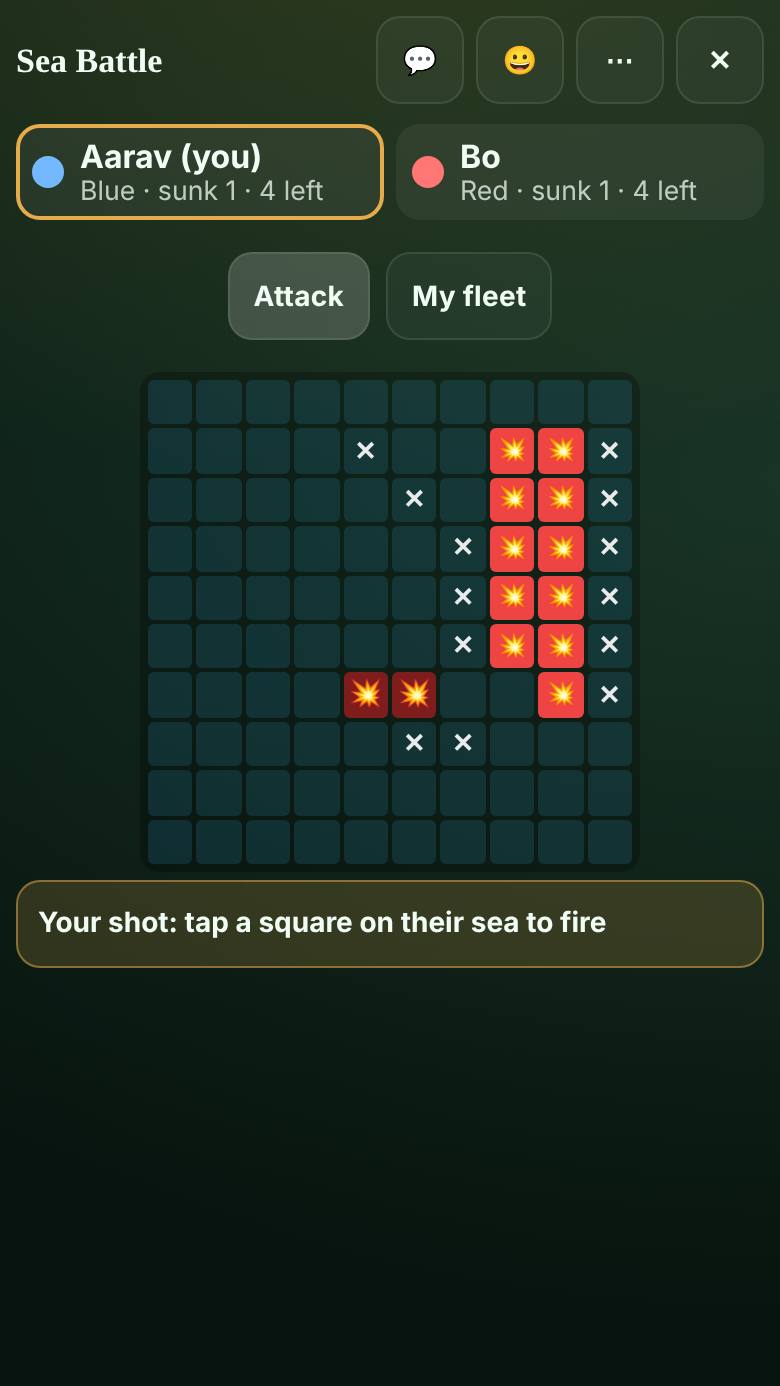 Sea Battle
Aarav (you)
Blue · sunk 1 · 4 left
Bo
Red · sunk 1 · 4 left
Attack
My fleet
Your shot: tap a square on their sea to fire